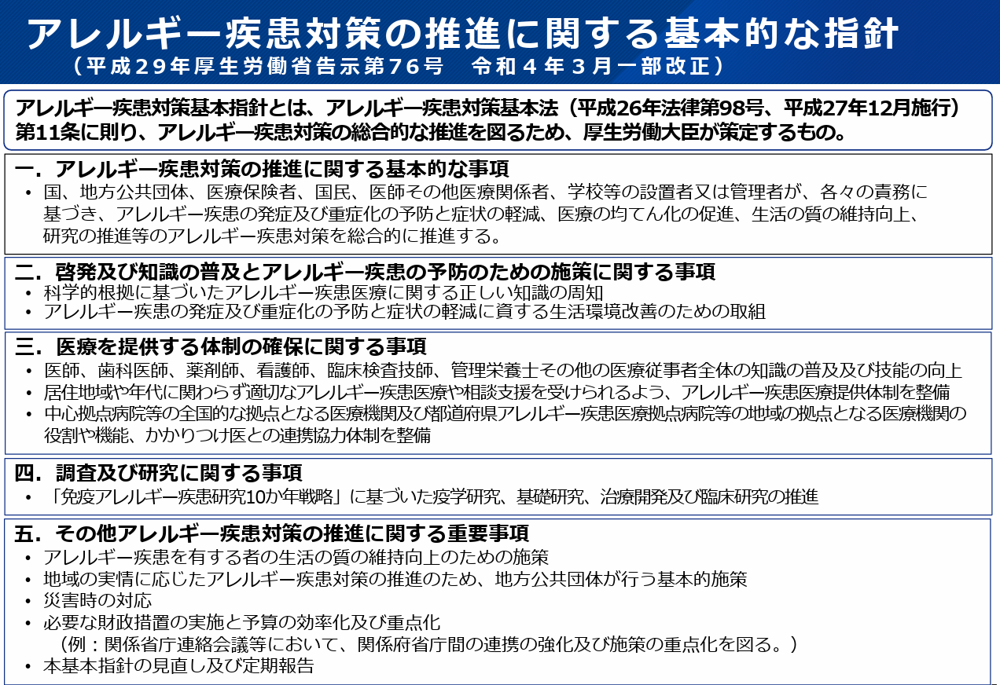 アレルギー疾患対策の推進に関する基本的な指針
（平成29年厚生労働省告示第76号　令和４年３月一部改正）
アレルギー疾患対策基本指針とは、アレルギー疾患対策基本法（平成26年法律第98号、平成27年12月施行）
第11条に則り、アレルギー疾患対策の総合的な推進を図るため、厚生労働大臣が策定するもの。
一．アレルギー疾患対策の推進に関する基本的な事項
・国、地方公共団体、医療保険者、国民、医師その他医療関係者、学校等の設置者又は管理者が、各々の責務に
基づき、アレルギー疾患の発症及び重症化の予防と症状の軽減、医療の均てん化の促進、生活の質の維持向上、
研究の推進等のアレルギー疾患対策を総合的に推進する。
二．啓発及び知識の普及とアレルギー疾患の予防のための施策に関する事項
・科学的根拠に基づいたアレルギー疾患医療に関する正しい知識の周知
・アレルギー疾患の発症及び重症化の予防と症状の軽減に資する生活環境改善のための取組
三．医療を提供する体制の確保に関する事項
・医師、歯科医師、薬剤師、看護師、臨床検査技師、管理栄養士その他の医療従事者全体の知識の普及及び技能の向上
・居住地域や年代に関わらず適切なアレルギー疾患医療や相談支援を受けられるよう、アレルギー疾患医療提供体制を整備
・中心拠点病院等の全国的な拠点となる医療機関及び都道府県アレルギー疾患医療拠点病院等の地域の拠点となる医療機関の
役割や機能、かかりつけ医との連携協力体制を整備
四．調査及び研究に関する事項
・「免疫アレルギー疾患研究10か年戦略」に基づいた疫学研究、基礎研究、治療開発及び臨床研究の推進
五．その他アレルギー疾患対策の推進に関する重要事項
・アレルギー疾患を有する者の生活の質の維持向上のための施策
・地域の実情に応じたアレルギー疾患対策の推進のため、地方公共団体が行う基本的施策
・災害時の対応
・必要な財政措置の実施と予算の効率化及び重点化
（例：関係省庁連絡会議等において、関係府省庁間の連携の強化及び施策の重点化を図る。）
・本基本指針の見直し及び定期報告